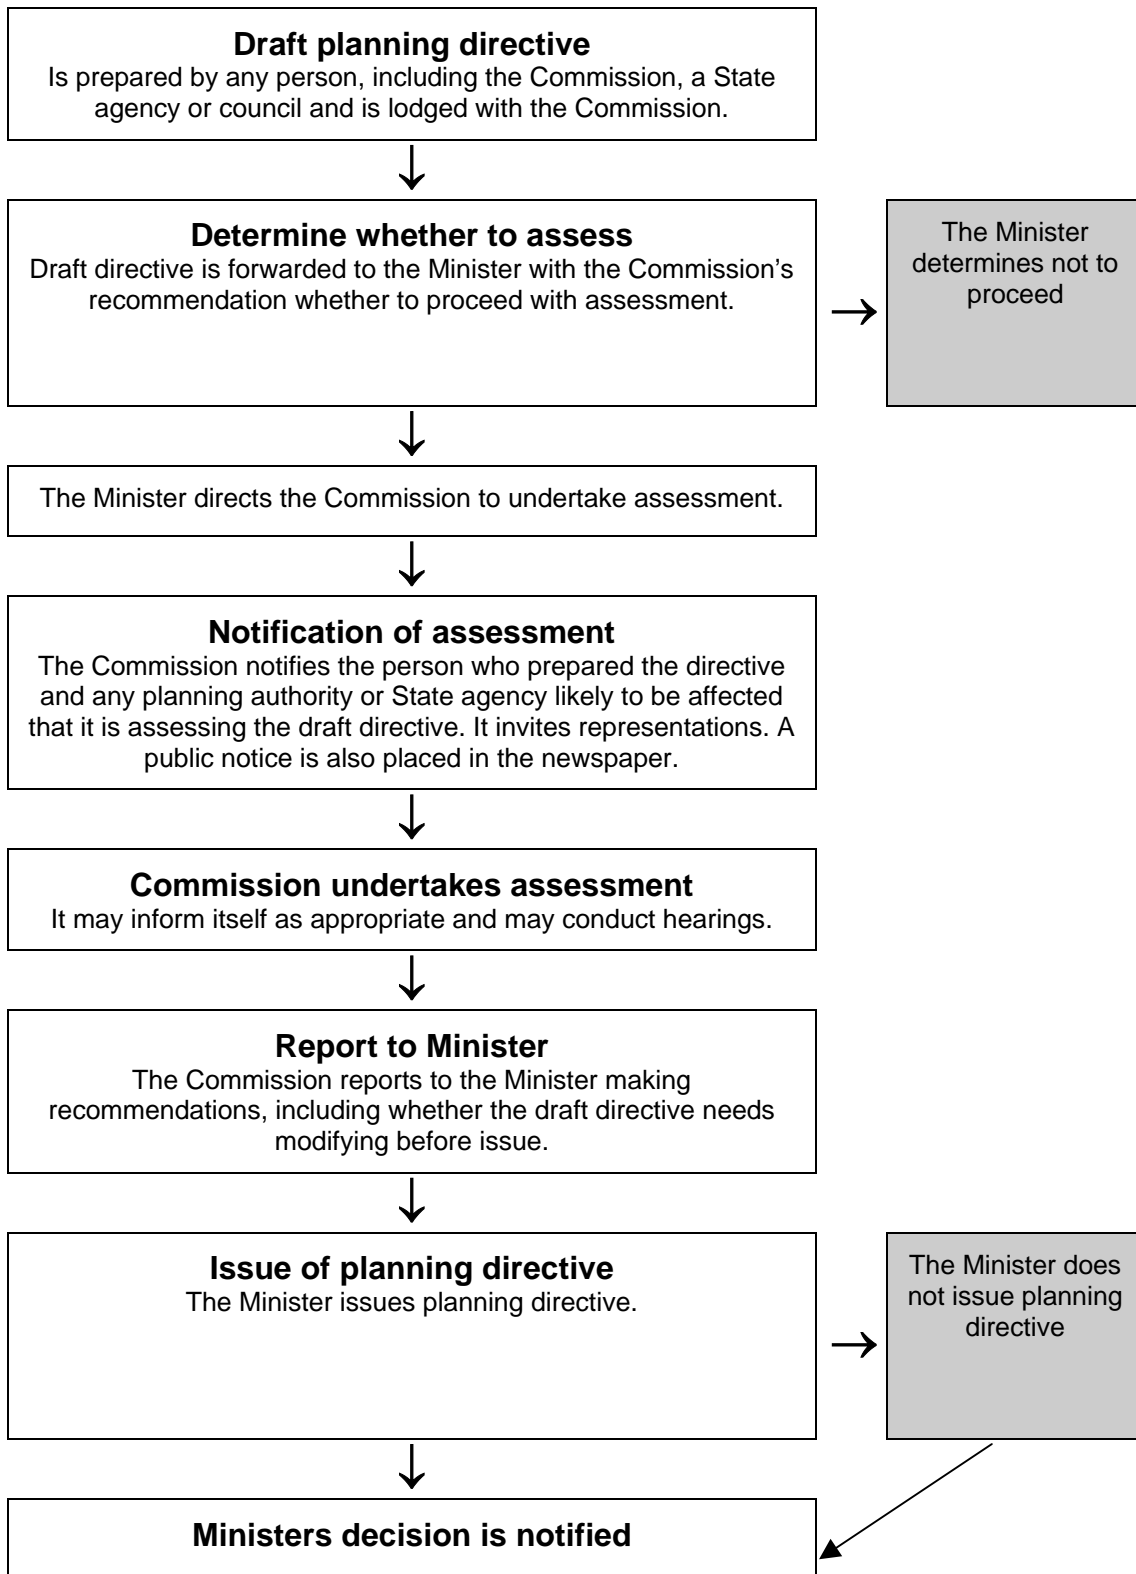 Draft planning directive
Is prepared by any person, including the Commission, a State
agency or council and is lodged with the Commission.
Determine whether to assess
Draft directive is forwarded to the Minister with the Commission’s
recommendation whether to proceed with assessment.
The Minister
determines not to
proceed
The Minister directs the Commission to undertake assessment.
Notification of assessment
The Commission notifies the person who prepared the directive
and any planning authority or State agency likely to be affected
that it is assessing the draft directive. It invites representations. A
public notice is also placed in the newspaper.
Commission undertakes assessment
It may inform itself as appropriate and may conduct hearings.
Report to Minister
The Commission reports to the Minister making
recommendations, including whether the draft directive needs
modifying before issue.
Issue of planning directive
The Minister issues planning directive.
The Minister does
not issue planning
directive
Ministers decision is notified